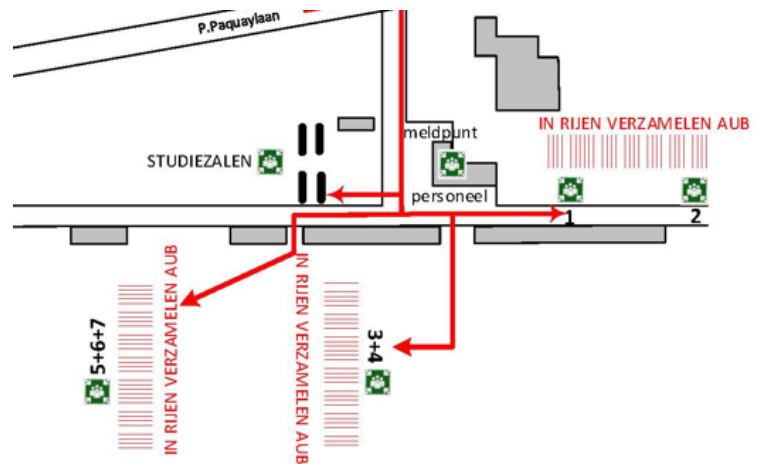 P.Paquaylaan
IN RIJEN VERZAMELEN AUB
meldpunt
STUDIEZALEN
personeel
1
2
IN RIJEN VERZAMELEN AUB
IN RIJEN VERZAMELEN AUB
5+6+7
3+4